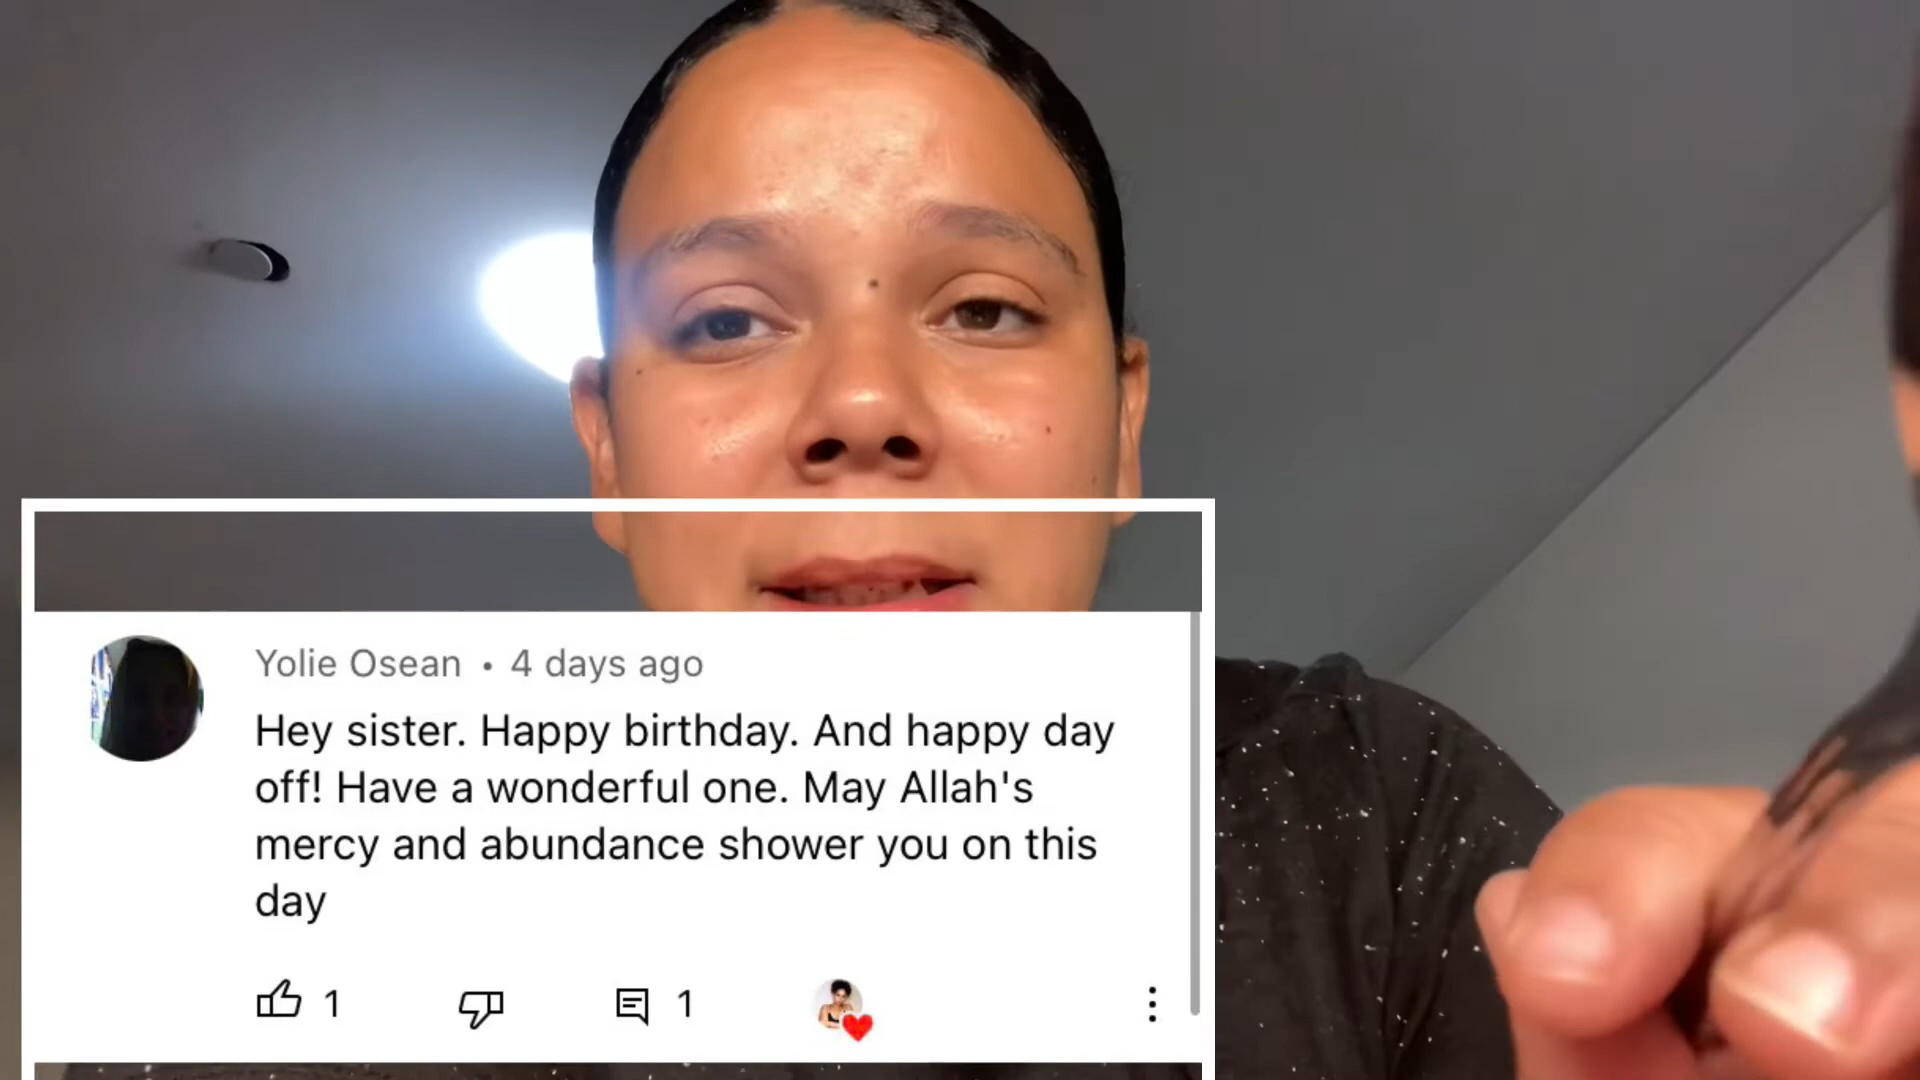 Yolie Osean • 4 days ago
Hey sister. Happy birthday. And happy day
off! Have a wonderful one. May Allah's
mercy and abundance shower you on this
day
1
1